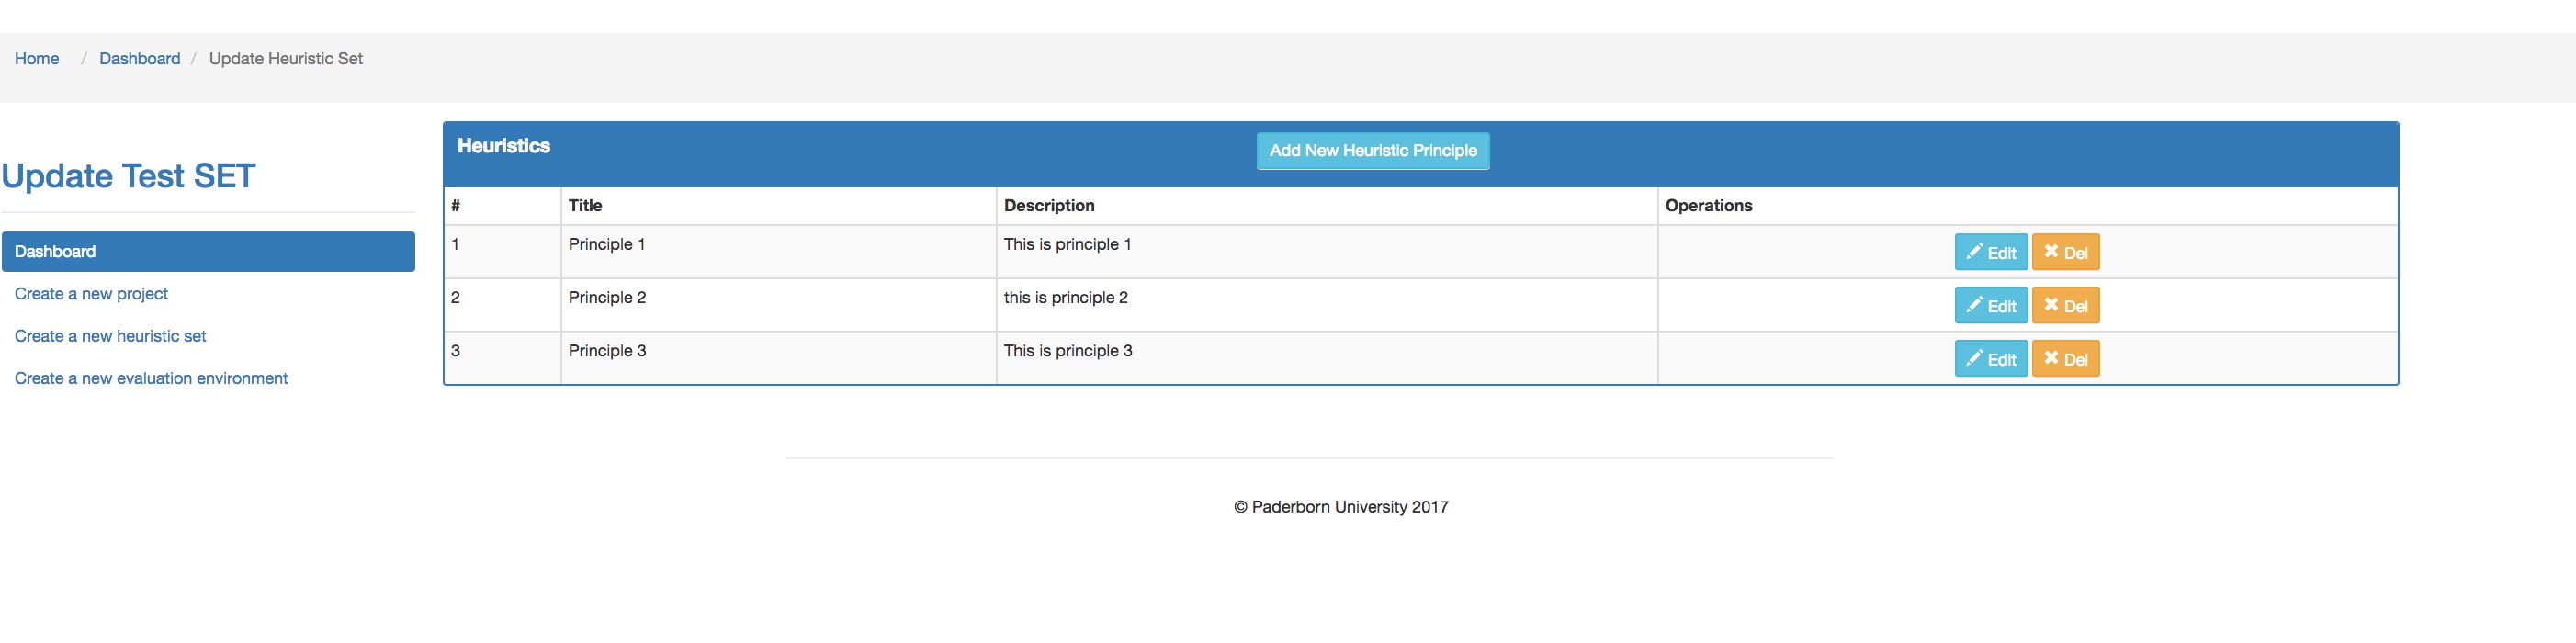 Home / Dashboard / Update Heuristic Set
Update Test SET
Dashboard
Create a new project
Create a new heuristic set
Create a new evaluation environment
Heuristics Add New Heuristic Principle
# Title Description Operations
1 Principle 1 This is principle 1 Edit Del
2 Principle 2 this is principle 2 Edit Del
3 Principle 3 This is principle 3 Edit Del
© Paderborn University 2017